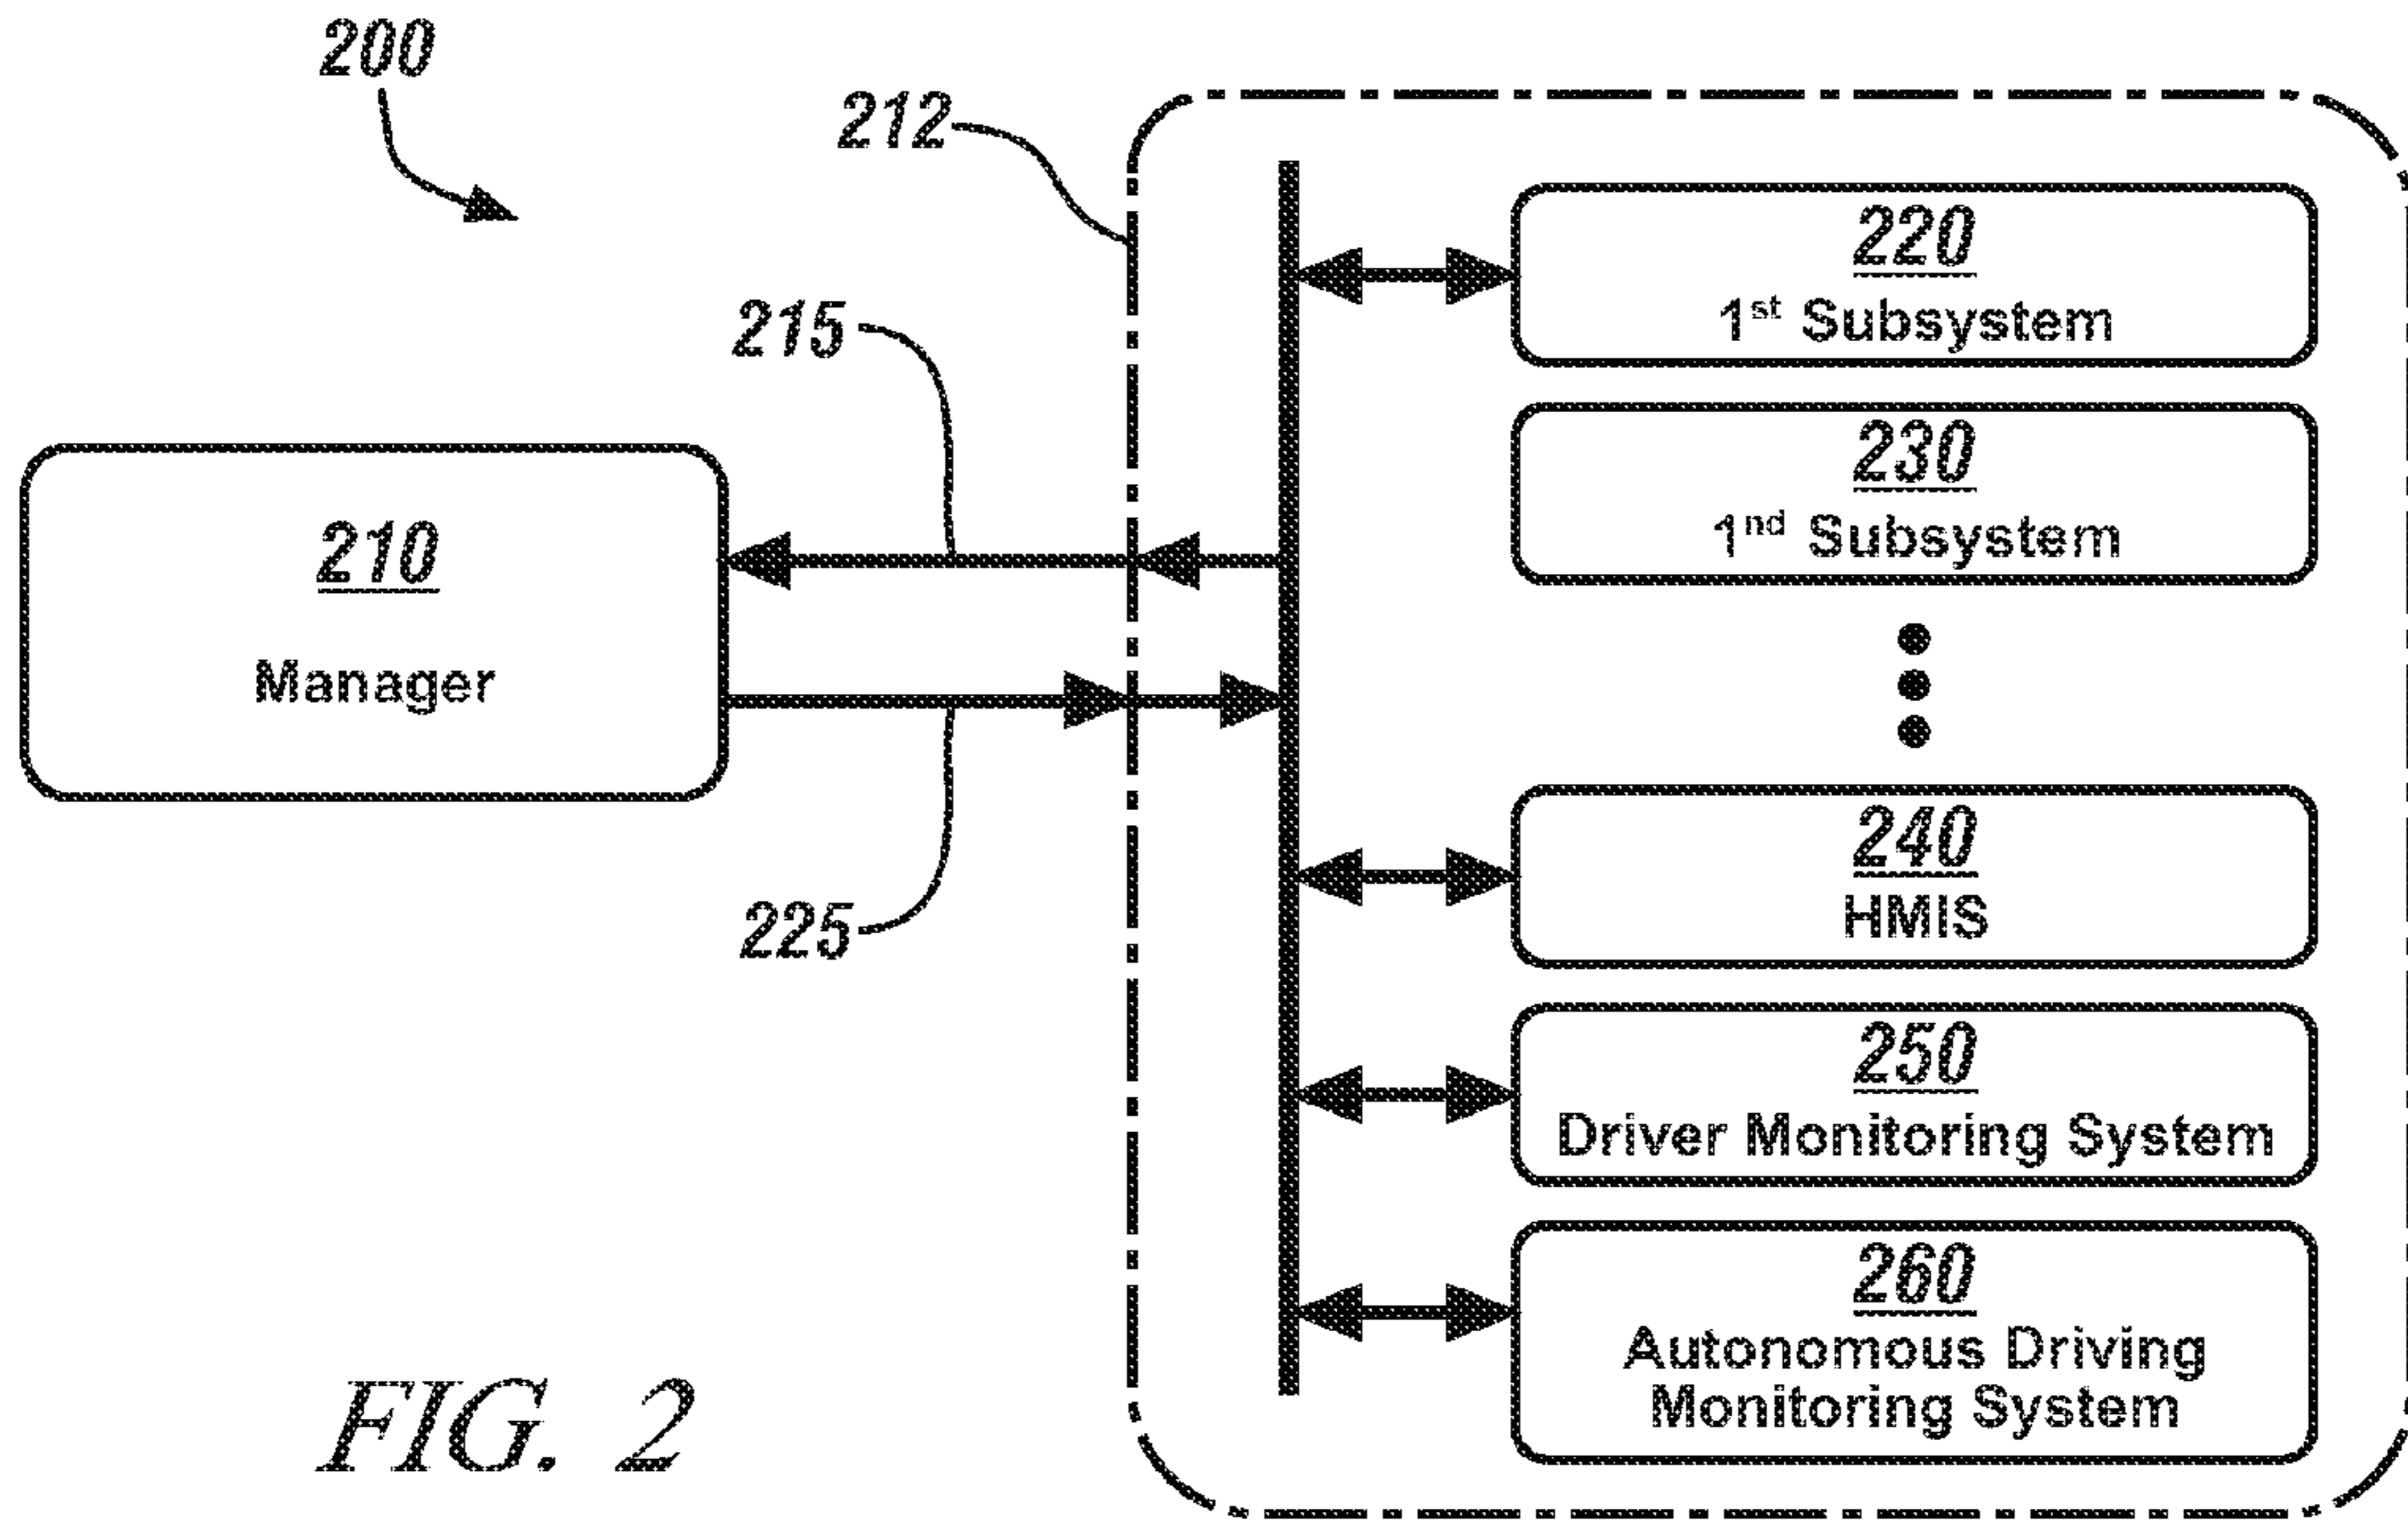 200
212
220
1st Subsystem
215
230
1nd Subsystem
210
Manager
240
HMIS
225
250
Driver Monitoring System
260
Autonomous Driving
Monitoring System
FIG. 2